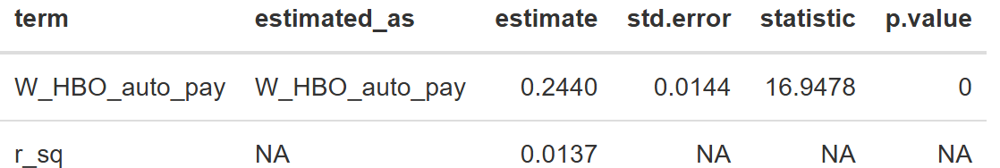 term estimated_as estimate std.error statistic p.value
W_HBO_auto_pay W_HBO_auto_pay 0.2440 0.0144 16.9478 0
r_sq NA 0.0137 NA NA NA